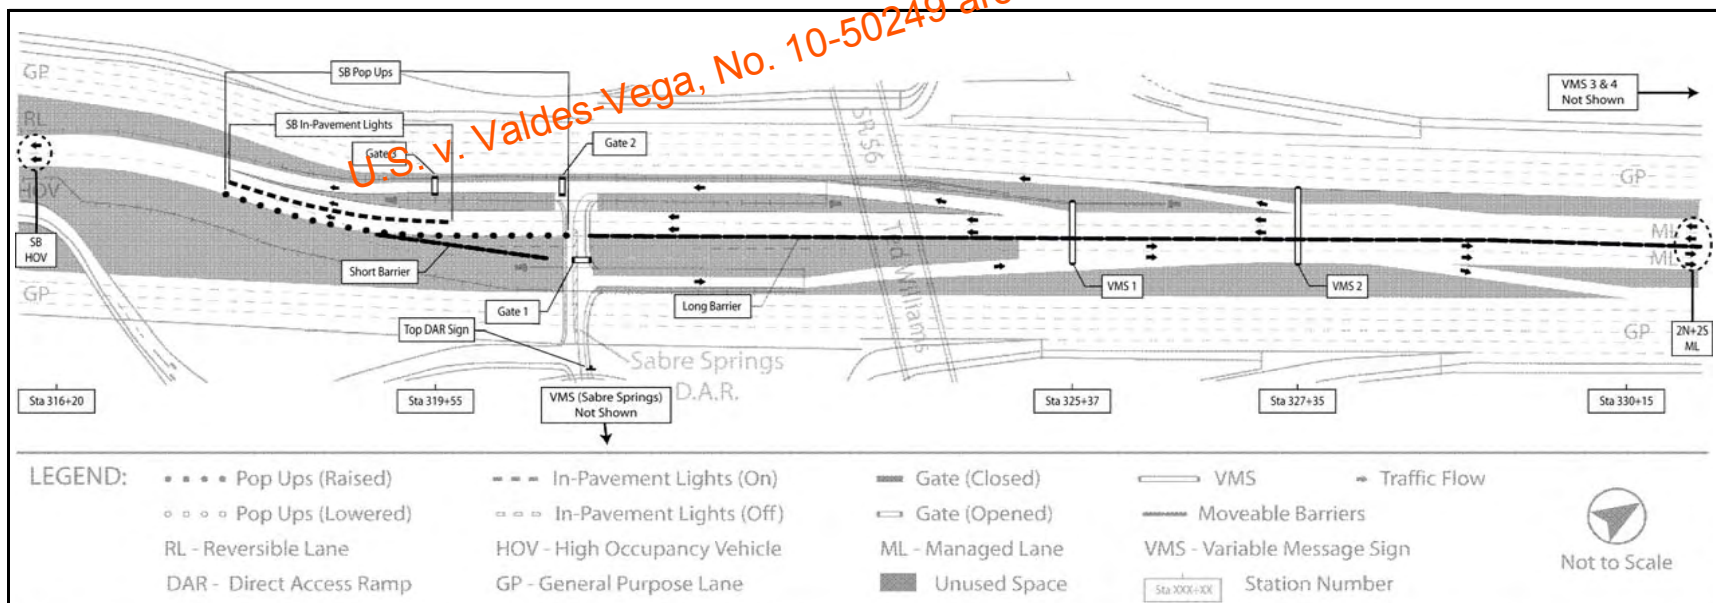 U.S. v. Valdes-Vega, No. 10-50249 arc
GP
SB Pop Ups
VMS 3 & 4
Not Shown
RL
SB In-Pavement Lights
Gate 3
Gate 2
SR 56
GP
HOV
ML
ML
SB
HOV
Short Barrier
Ted Williams
VMS 1
VMS 2
GP
Gate 1
Long Barrier
Top DAR Sign
GP
2N+2S
ML
Sabre Springs
D.A.R.
Sta 316+20
Sta 319+55
VMS (Sabre Springs)
Not Shown
Sta 325+37
Sta 327+35
Sta 330+15
LEGEND:
Pop Ups (Raised)
In-Pavement Lights (On)
Gate (Closed)
VMS
Traffic Flow
Pop Ups (Lowered)
In-Pavement Lights (Off)
Gate (Opened)
Moveable Barriers
RL - Reversible Lane
HOV - High Occupancy Vehicle
ML - Managed Lane
VMS - Variable Message Sign
DAR - Direct Access Ramp
GP - General Purpose Lane
Unused Space
Sta XXX+XX
Station Number
Not to Scale